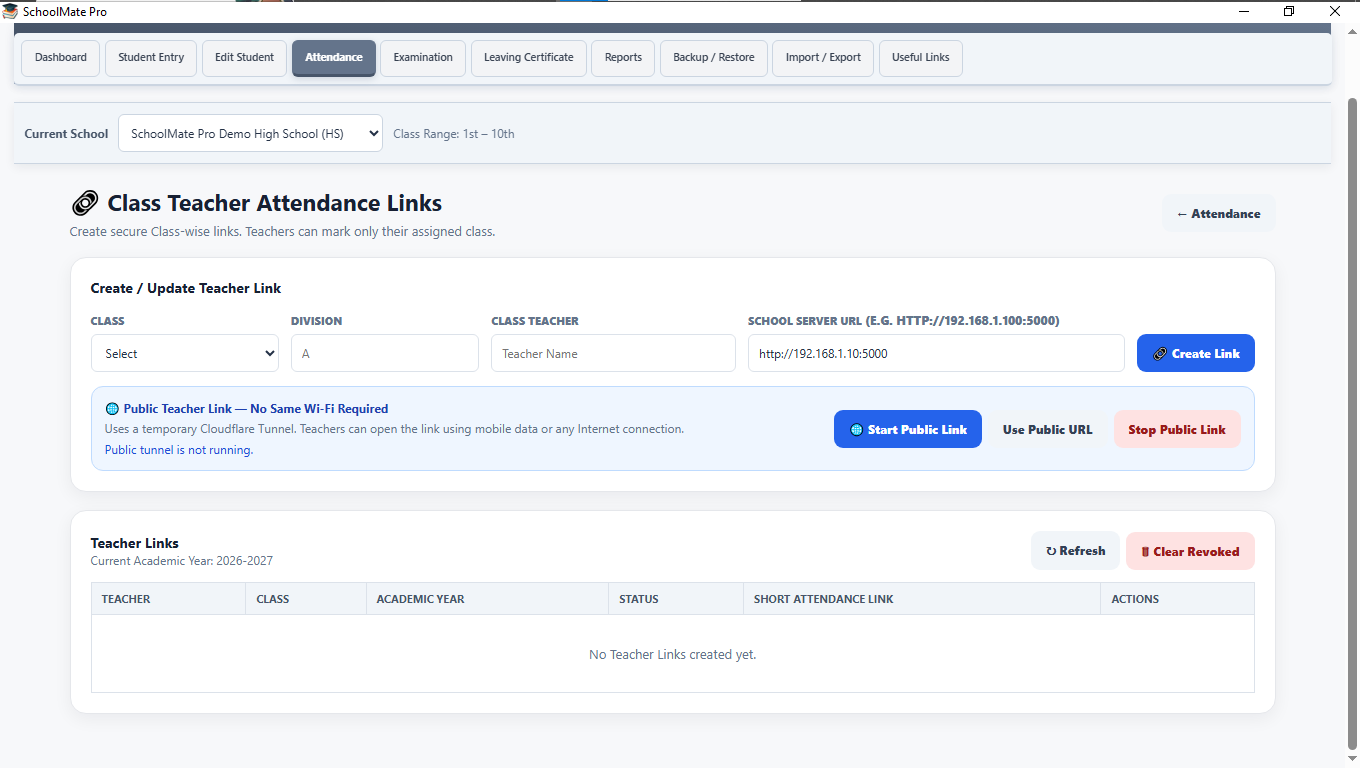 SchoolMate Pro
Dashboard Student Entry Edit Student Attendance Examination Leaving Certificate Reports Backup / Restore Import / Export Useful Links
Current School SchoolMate Pro Demo High School (HS) Class Range: 1st – 10th
Class Teacher Attendance Links
← Attendance
Create secure Class-wise links. Teachers can mark only their assigned class.
Create / Update Teacher Link
CLASS DIVISION CLASS TEACHER SCHOOL SERVER URL (E.G. HTTP://192.168.1.100:5000)
Select A Teacher Name http://192.168.1.10:5000 Create Link
Public Teacher Link — No Same Wi-Fi Required
Uses a temporary Cloudflare Tunnel. Teachers can open the link using mobile data or any Internet connection.
Public tunnel is not running.
Start Public Link Use Public URL Stop Public Link
Teacher Links
Current Academic Year: 2026-2027
↻ Refresh Clear Revoked
TEACHER CLASS ACADEMIC YEAR STATUS SHORT ATTENDANCE LINK ACTIONS
No Teacher Links created yet.